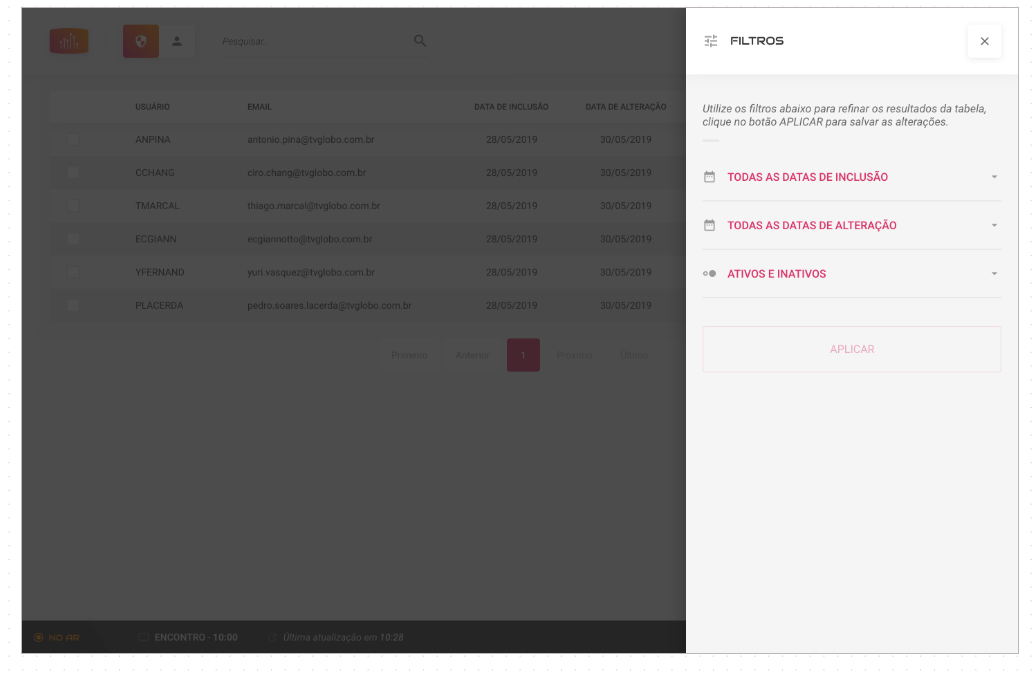 Pesquisar...
FILTROS
Utilize os filtros abaixo para refinar os resultados da tabela,
clique no botão APLICAR para salvar as alterações.
TODAS AS DATAS DE INCLUSÃO
TODAS AS DATAS DE ALTERAÇÃO
ATIVOS E INATIVOS
APLICAR
USUÁRIO EMAIL DATA DE INCLUSÃO DATA DE ALTERAÇÃO
ANPINA antonio.pina@tvglobo.com.br 28/05/2019 30/05/2019
CCHANG ciro.chang@tvglobo.com.br 28/05/2019 30/05/2019
TMARCAL thiago.marcal@tvglobo.com.br 28/05/2019 30/05/2019
ECGIANN ecgiannotto@tvglobo.com.br 28/05/2019 30/05/2019
YFERNAND yuri.vasquez@tvglobo.com.br 28/05/2019 30/05/2019
PLACERDA pedro.soares.lacerda@tvglobo.com.br 28/05/2019 30/05/2019
Primeiro Anterior 1 Próximo Último
NO AR ENCONTRO - 10:00 Última atualização em 10:28